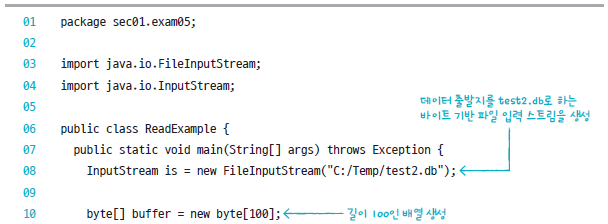 01 package sec01.exam05;
02
03 import java.io.FileInputStream;
04 import java.io.InputStream;
05
데이터 출발지를 test2.db로 하는
바이트 기반 파일 입력 스트림을 생성
06 public class ReadExample {
07 public static void main(String[] args) throws Exception {
08 InputStream is = new FileInputStream("C:/Temp/test2.db");
09
10 byte[] buffer = new byte[100]; 길이 100인 배열 생성